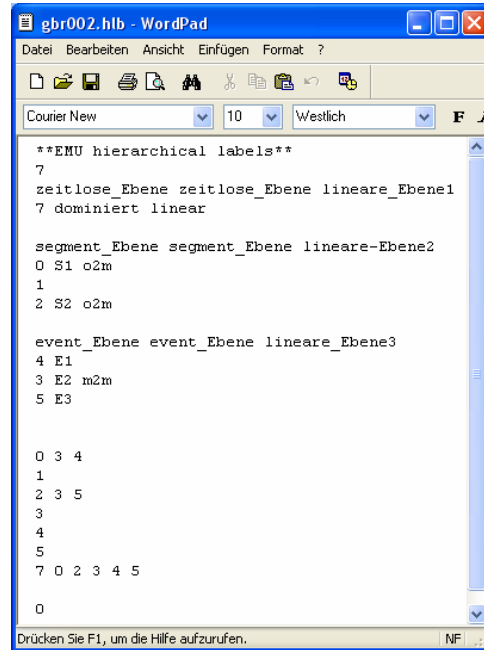 gbr002.hlb - WordPad
Datei Bearbeiten Ansicht Einfügen Format ?
Courier New 10 Westlich F
**EMU hierarchical labels**
7
zeitlose_Ebene zeitlose_Ebene lineare_Ebene1
7 dominiert linear
segment_Ebene segment_Ebene lineare-Ebene2
0 S1 o2m
1
2 S2 o2m
event_Ebene event_Ebene lineare_Ebene3
4 E1
3 E2 m2m
5 E3
0 3 4
1
2 3 5
3
4
5
7 0 2 3 4 5
0
Drücken Sie F1, um die Hilfe aufzurufen. NF